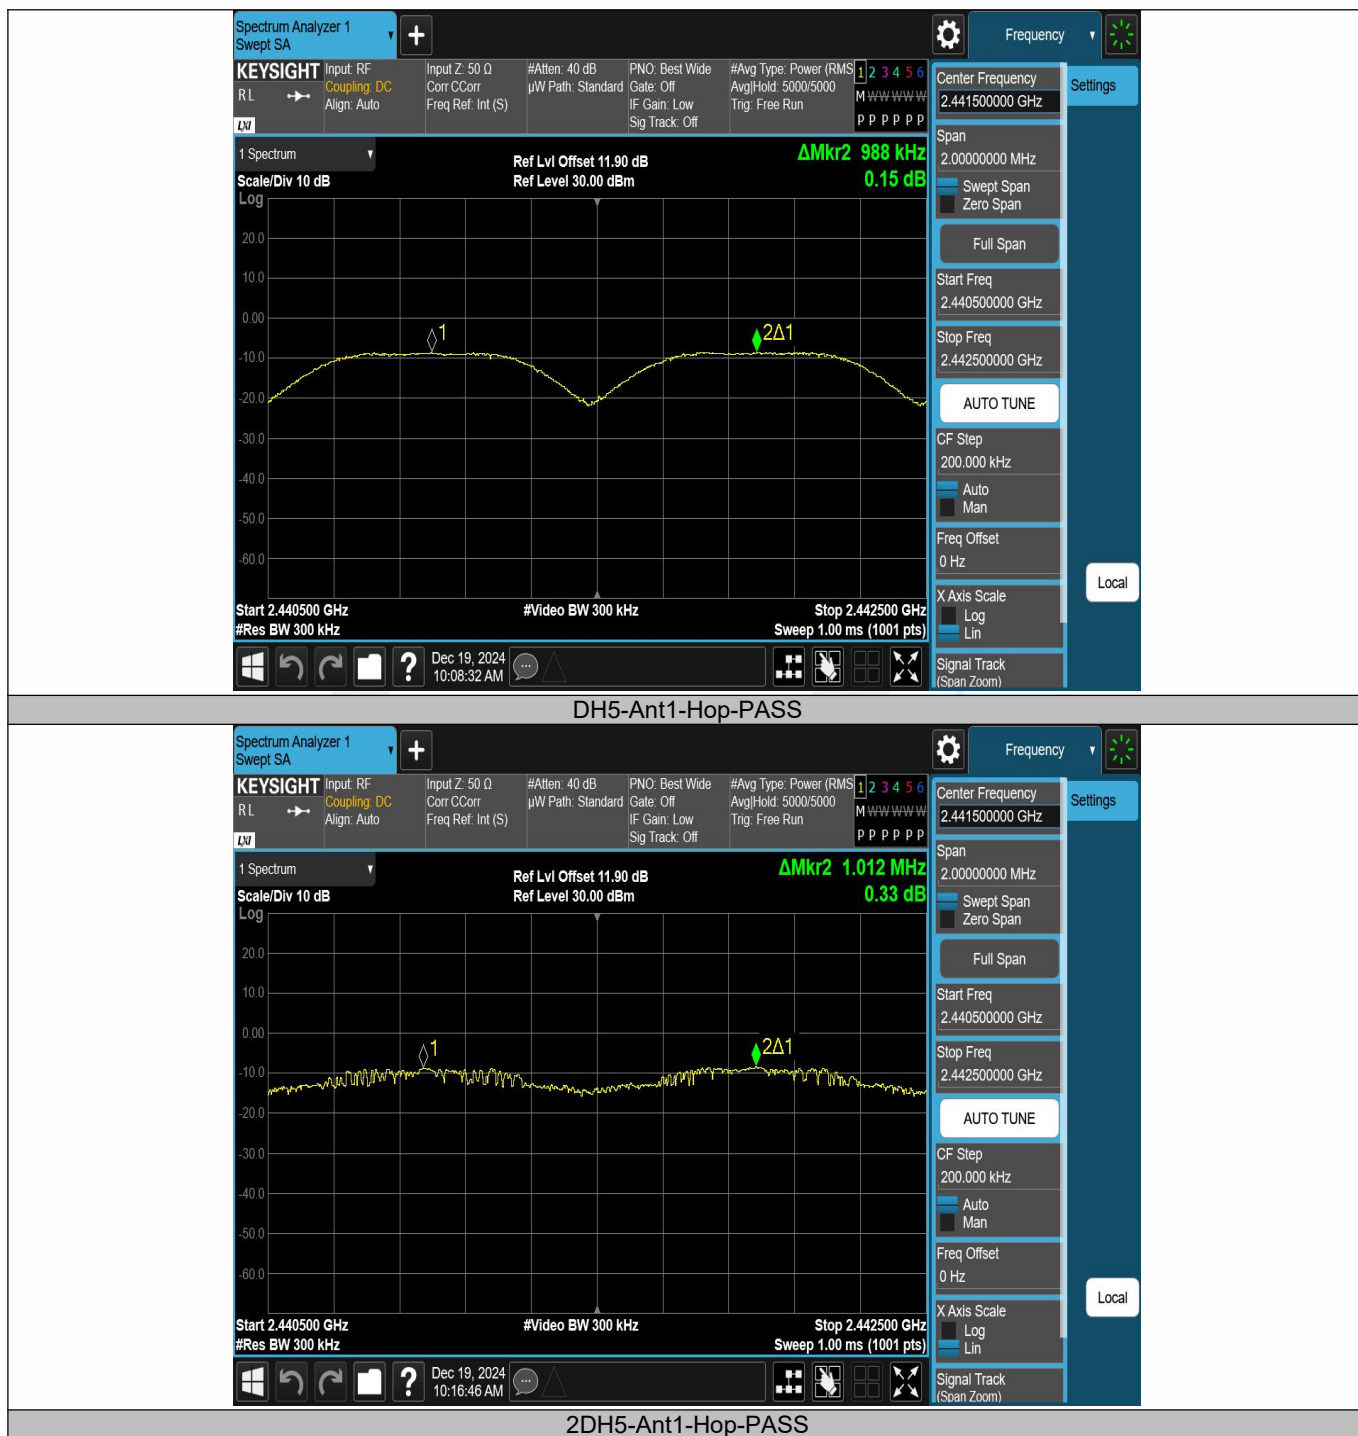 Spectrum Analyzer 1
Swept SA
Frequency
KEYSIGHT
RL
LXI
Input: RF
Coupling: DC
Align: Auto
Input Z: 50 Ω
Corr CCorr
Freq Ref: Int (S)
#Atten: 40 dB
µW Path: Standard
PNO: Best Wide
Gate: Off
IF Gain: Low
Sig Track: Off
#Avg Type: Power (RMS
Avg|Hold: 5000/5000
Trig: Free Run
1 2 3 4 5 6
M W W W W W
P P P P P P
1 Spectrum
Scale/Div 10 dB
Log
Ref Lvl Offset 11.90 dB
Ref Level 30.00 dBm
ΔMkr2 988 kHz
0.15 dB
20.0
10.0
0.00
-10.0
-20.0
-30.0
-40.0
-50.0
-60.0
1
2Δ1
Start 2.440500 GHz
#Res BW 300 kHz
#Video BW 300 kHz
Stop 2.442500 GHz
Sweep 1.00 ms (1001 pts)
Dec 19, 2024
10:08:32 AM
Center Frequency
2.441500000 GHz
Settings
Span
2.00000000 MHz
Swept Span
Zero Span
Full Span
Start Freq
2.440500000 GHz
Stop Freq
2.442500000 GHz
AUTO TUNE
CF Step
200.000 kHz
Auto
Man
Freq Offset
0 Hz
Local
X Axis Scale
Log
Lin
Signal Track
(Span Zoom)
DH5-Ant1-Hop-PASS
Spectrum Analyzer 1
Swept SA
Frequency
KEYSIGHT
RL
LXI
Input: RF
Coupling: DC
Align: Auto
Input Z: 50 Ω
Corr CCorr
Freq Ref: Int (S)
#Atten: 40 dB
µW Path: Standard
PNO: Best Wide
Gate: Off
IF Gain: Low
Sig Track: Off
#Avg Type: Power (RMS
Avg|Hold: 5000/5000
Trig: Free Run
1 2 3 4 5 6
M W W W W W
P P P P P P
1 Spectrum
Scale/Div 10 dB
Log
Ref Lvl Offset 11.90 dB
Ref Level 30.00 dBm
ΔMkr2 1.012 MHz
0.33 dB
20.0
10.0
0.00
-10.0
-20.0
-30.0
-40.0
-50.0
-60.0
1
2Δ1
Start 2.440500 GHz
#Res BW 300 kHz
#Video BW 300 kHz
Stop 2.442500 GHz
Sweep 1.00 ms (1001 pts)
Dec 19, 2024
10:16:46 AM
Center Frequency
2.441500000 GHz
Settings
Span
2.00000000 MHz
Swept Span
Zero Span
Full Span
Start Freq
2.440500000 GHz
Stop Freq
2.442500000 GHz
AUTO TUNE
CF Step
200.000 kHz
Auto
Man
Freq Offset
0 Hz
Local
X Axis Scale
Log
Lin
Signal Track
(Span Zoom)
2DH5-Ant1-Hop-PASS